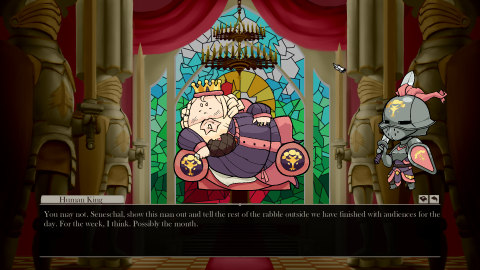 Human King
You may not. Seneschal, show this man out and tell the rest of the rabble outside we have finished with audiences for the
day. For the week, I think. Possibly the month.